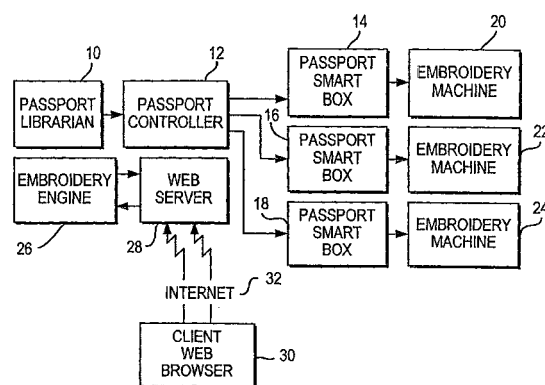 10
12
14
20
PASSPORT
LIBRARIAN
PASSPORT
CONTROLLER
PASSPORT
SMART
BOX
EMBROIDERY
MACHINE
16
22
PASSPORT
SMART
BOX
EMBROIDERY
MACHINE
EMBROIDERY
ENGINE
WEB
SERVER
18
24
PASSPORT
SMART
BOX
EMBROIDERY
MACHINE
26
28
INTERNET
32
CLIENT
WEB
BROWSER
30